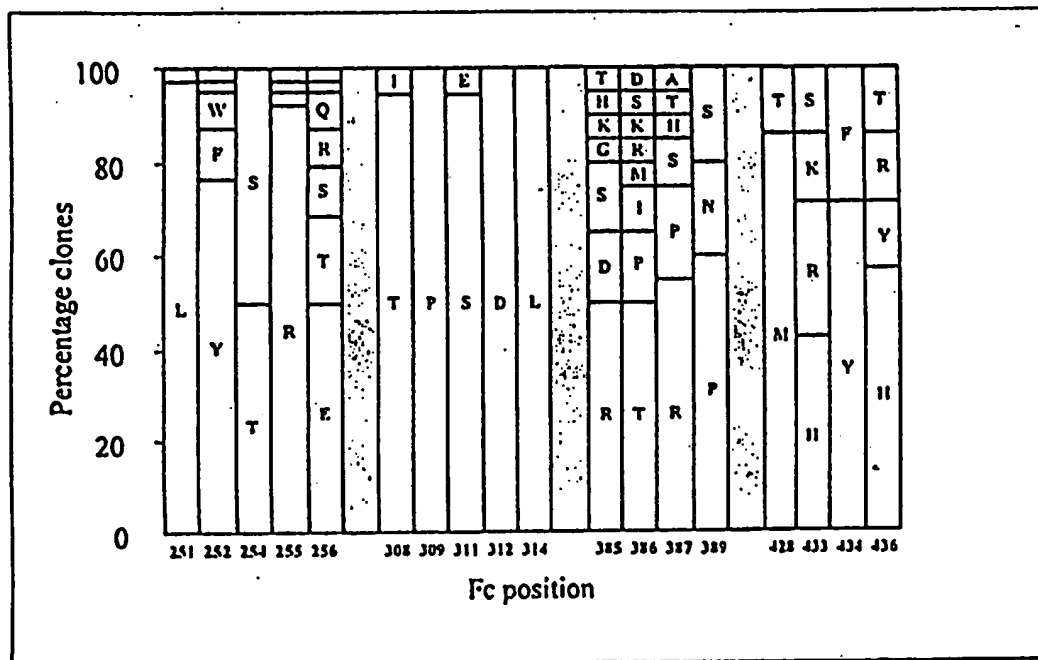 100
I E T D A
W Q H S T T S T
K K H S
F R G R F
80
S S M S K R
S I N
P Y
60
T D P R
Percentage clones
L T P S D L R T R M
40
Y R P Y
20
T E H H
0
251 252 254 255 256 308 309 311 312 314 385 386 387 389 428 433 434 436
Fc position